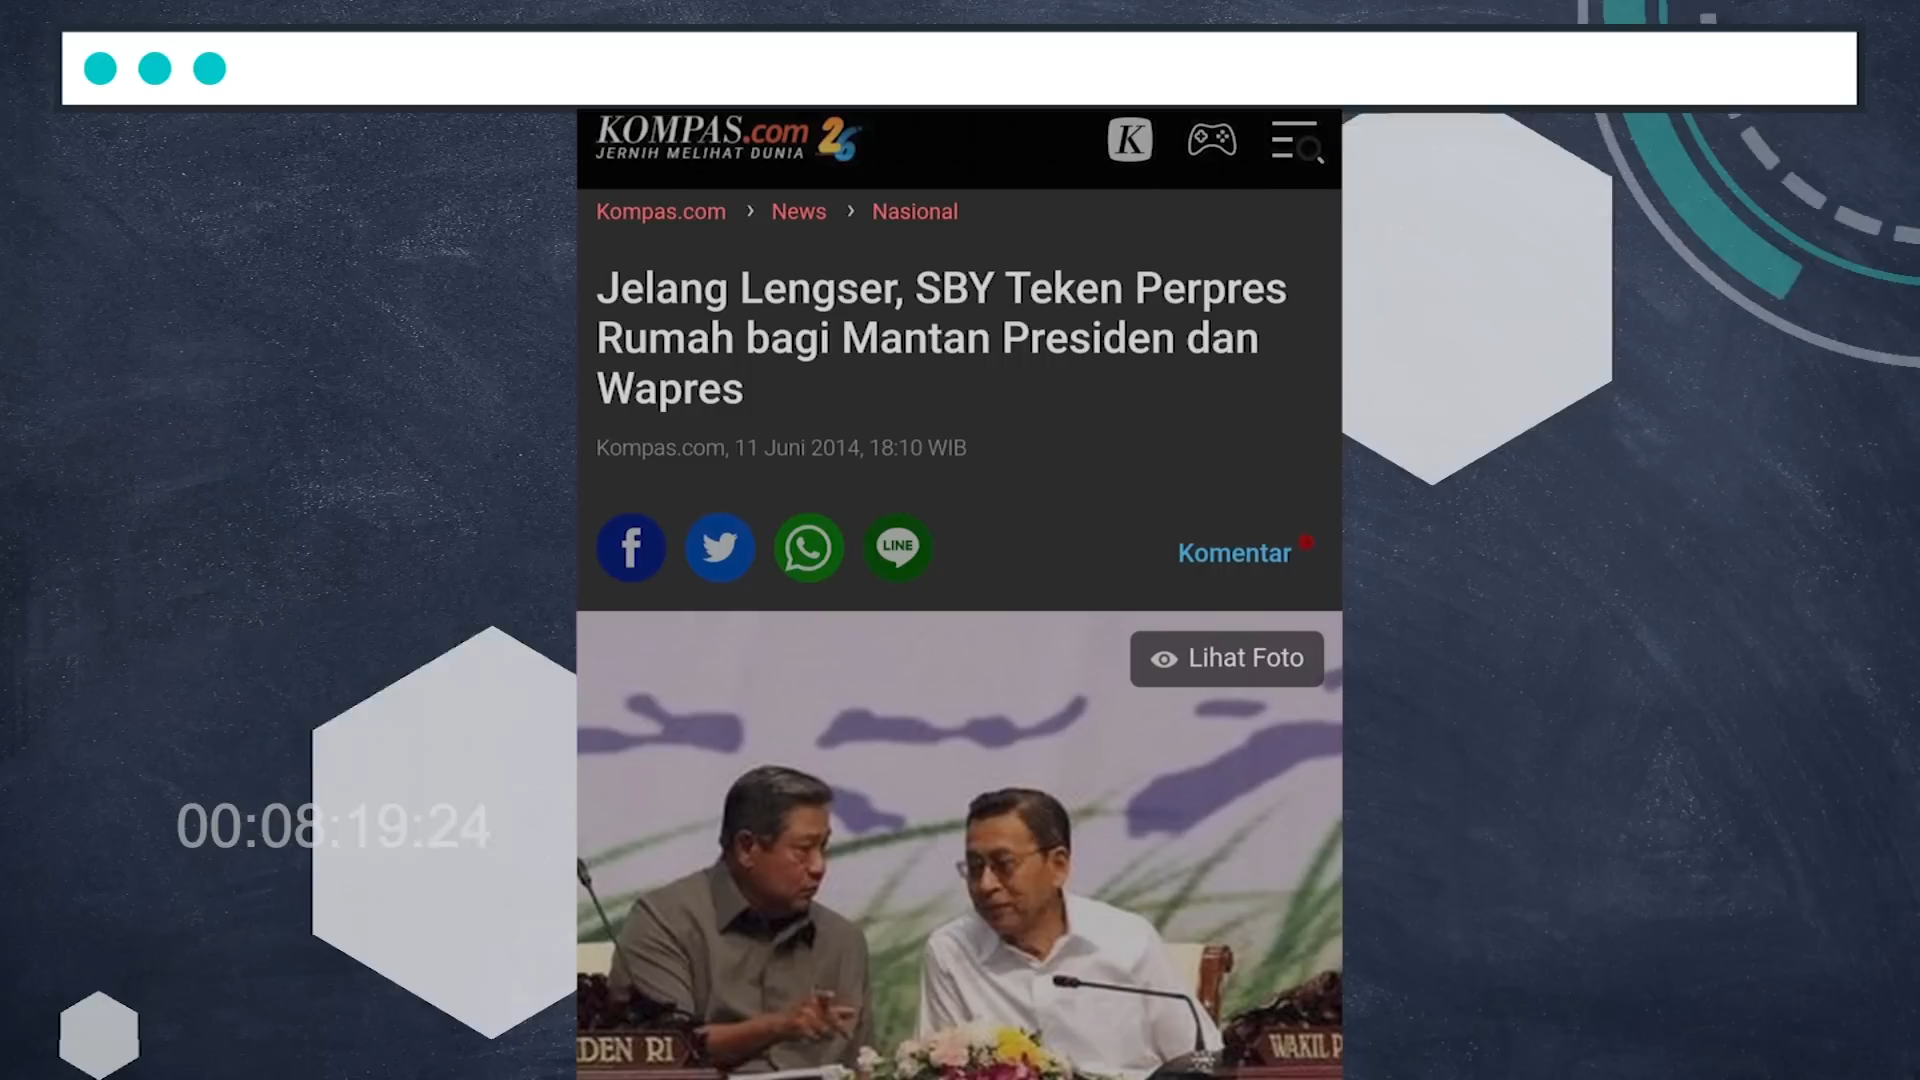 KOMPAS.com 26
JERNIH MELIHAT DUNIA
K
Kompas.com > News > Nasional
Jelang Lengser, SBY Teken Perpres
Rumah bagi Mantan Presiden dan
Wapres
Kompas.com, 11 Juni 2014, 18:10 WIB
f
LINE
Komentar
Lihat Foto
00:08:19:24
DEN RI
WAKIL P